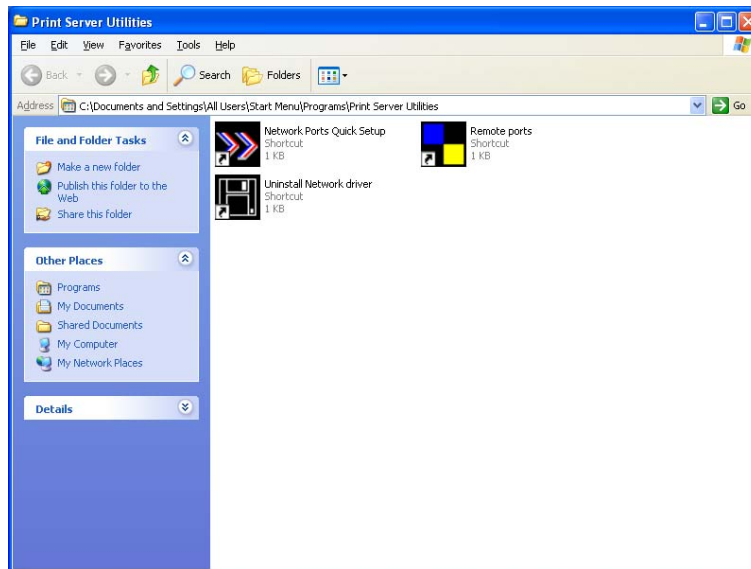 Print Server Utilities
File Edit View Favorites Tools Help
Back Search Folders
Address C:\Documents and Settings\All Users\Start Menu\Programs\Print Server Utilities Go
File and Folder Tasks
Make a new folder
Publish this folder to the
Web
Share this folder
Other Places
Programs
My Documents
Shared Documents
My Computer
My Network Places
Details
Network Ports Quick Setup
Shortcut
1 KB
Remote ports
Shortcut
1 KB
Uninstall Network driver
Shortcut
1 KB